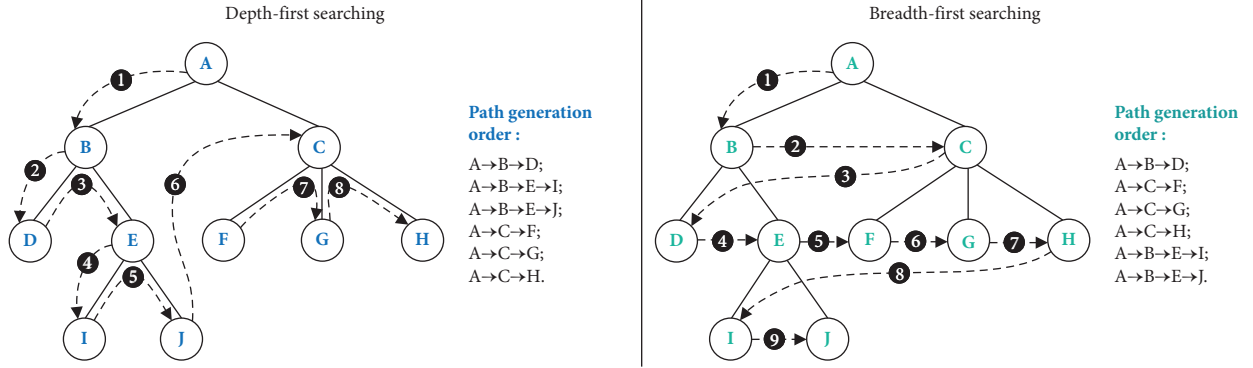 Depth-first searching
A
1
B
C
2
3
6
7
8
D
E
F
G
H
4
5
I
J
Path generation
order :
A→B→D;
A→B→E→I;
A→B→E→J;
A→C→F;
A→C→G;
A→C→H.
Breadth-first searching
A
1
B
2
C
3
D
4
E
5
F
6
G
7
H
8
I
9
J
Path generation
order :
A→B→D;
A→C→F;
A→C→G;
A→C→H;
A→B→E→I;
A→B→E→J.